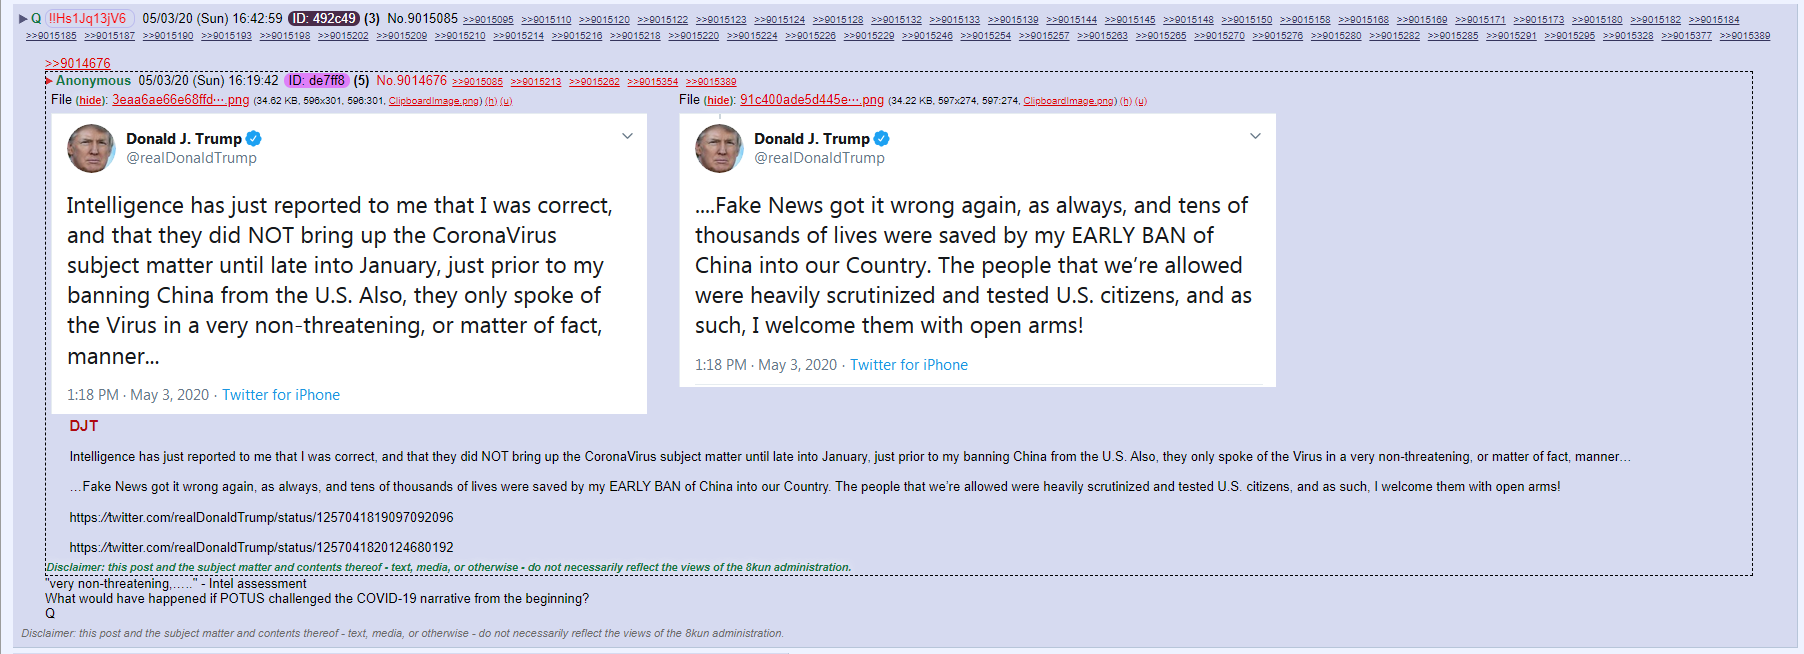 ▶ Q !!Hs1Jq13jV6 05/03/20 (Sun) 16:42:59 ID: 492c49 (3) No.9015085 >>9015095 >>9015110 >>9015120 >>9015122 >>9015123 >>9015124 >>9015128 >>9015132 >>9015133 >>9015139 >>9015144 >>9015145 >>9015148 >>9015150 >>9015158 >>9015168 >>9015169 >>9015171 >>9015173 >>9015180 >>9015182 >>9015184
>>9015185 >>9015187 >>9015190 >>9015193 >>9015198 >>9015202 >>9015209 >>9015210 >>9015214 >>9015216 >>9015218 >>9015220 >>9015224 >>9015226 >>9015229 >>9015246 >>9015254 >>9015257 >>9015263 >>9015265 >>9015270 >>9015276 >>9015280 >>9015282 >>9015285 >>9015291 >>9015295 >>9015328 >>9015377 >>9015389
>>9014676
▶ Anonymous 05/03/20 (Sun) 16:19:42 ID: de7ff8 (5) No.9014676 >>9015085 >>9015213 >>9015262 >>9015354 >>9015389
File (hide): 3eaa6ae66e68ffd⋯.png (34.62 KB, 596x301, 596:301, ClipboardImage.png) (h) (u)
Donald J. Trump
@realDonaldTrump
Intelligence has just reported to me that I was correct,
and that they did NOT bring up the CoronaVirus
subject matter until late into January, just prior to my
banning China from the U.S. Also, they only spoke of
the Virus in a very non-threatening, or matter of fact,
manner...
1:18 PM · May 3, 2020 · Twitter for iPhone
File (hide): 91c400ade5d445e⋯.png (34.22 KB, 597x274, 597:274, ClipboardImage.png) (h) (u)
Donald J. Trump
@realDonaldTrump
....Fake News got it wrong again, as always, and tens of
thousands of lives were saved by my EARLY BAN of
China into our Country. The people that we're allowed
were heavily scrutinized and tested U.S. citizens, and as
such, I welcome them with open arms!
1:18 PM · May 3, 2020 · Twitter for iPhone
DJT
Intelligence has just reported to me that I was correct, and that they did NOT bring up the CoronaVirus subject matter until late into January, just prior to my banning China from the U.S. Also, they only spoke of the Virus in a very non-threatening, or matter of fact, manner…
…Fake News got it wrong again, as always, and tens of thousands of lives were saved by my EARLY BAN of China into our Country. The people that we're allowed were heavily scrutinized and tested U.S. citizens, and as such, I welcome them with open arms!
https://twitter.com/realDonaldTrump/status/1257041819097092096
https://twitter.com/realDonaldTrump/status/1257041820124680192
Disclaimer: this post and the subject matter and contents thereof - text, media, or otherwise - do not necessarily reflect the views of the 8kun administration.
"very non-threatening,….." - Intel assessment
What would have happened if POTUS challenged the COVID-19 narrative from the beginning?
Q
Disclaimer: this post and the subject matter and contents thereof - text, media, or otherwise - do not necessarily reflect the views of the 8kun administration.